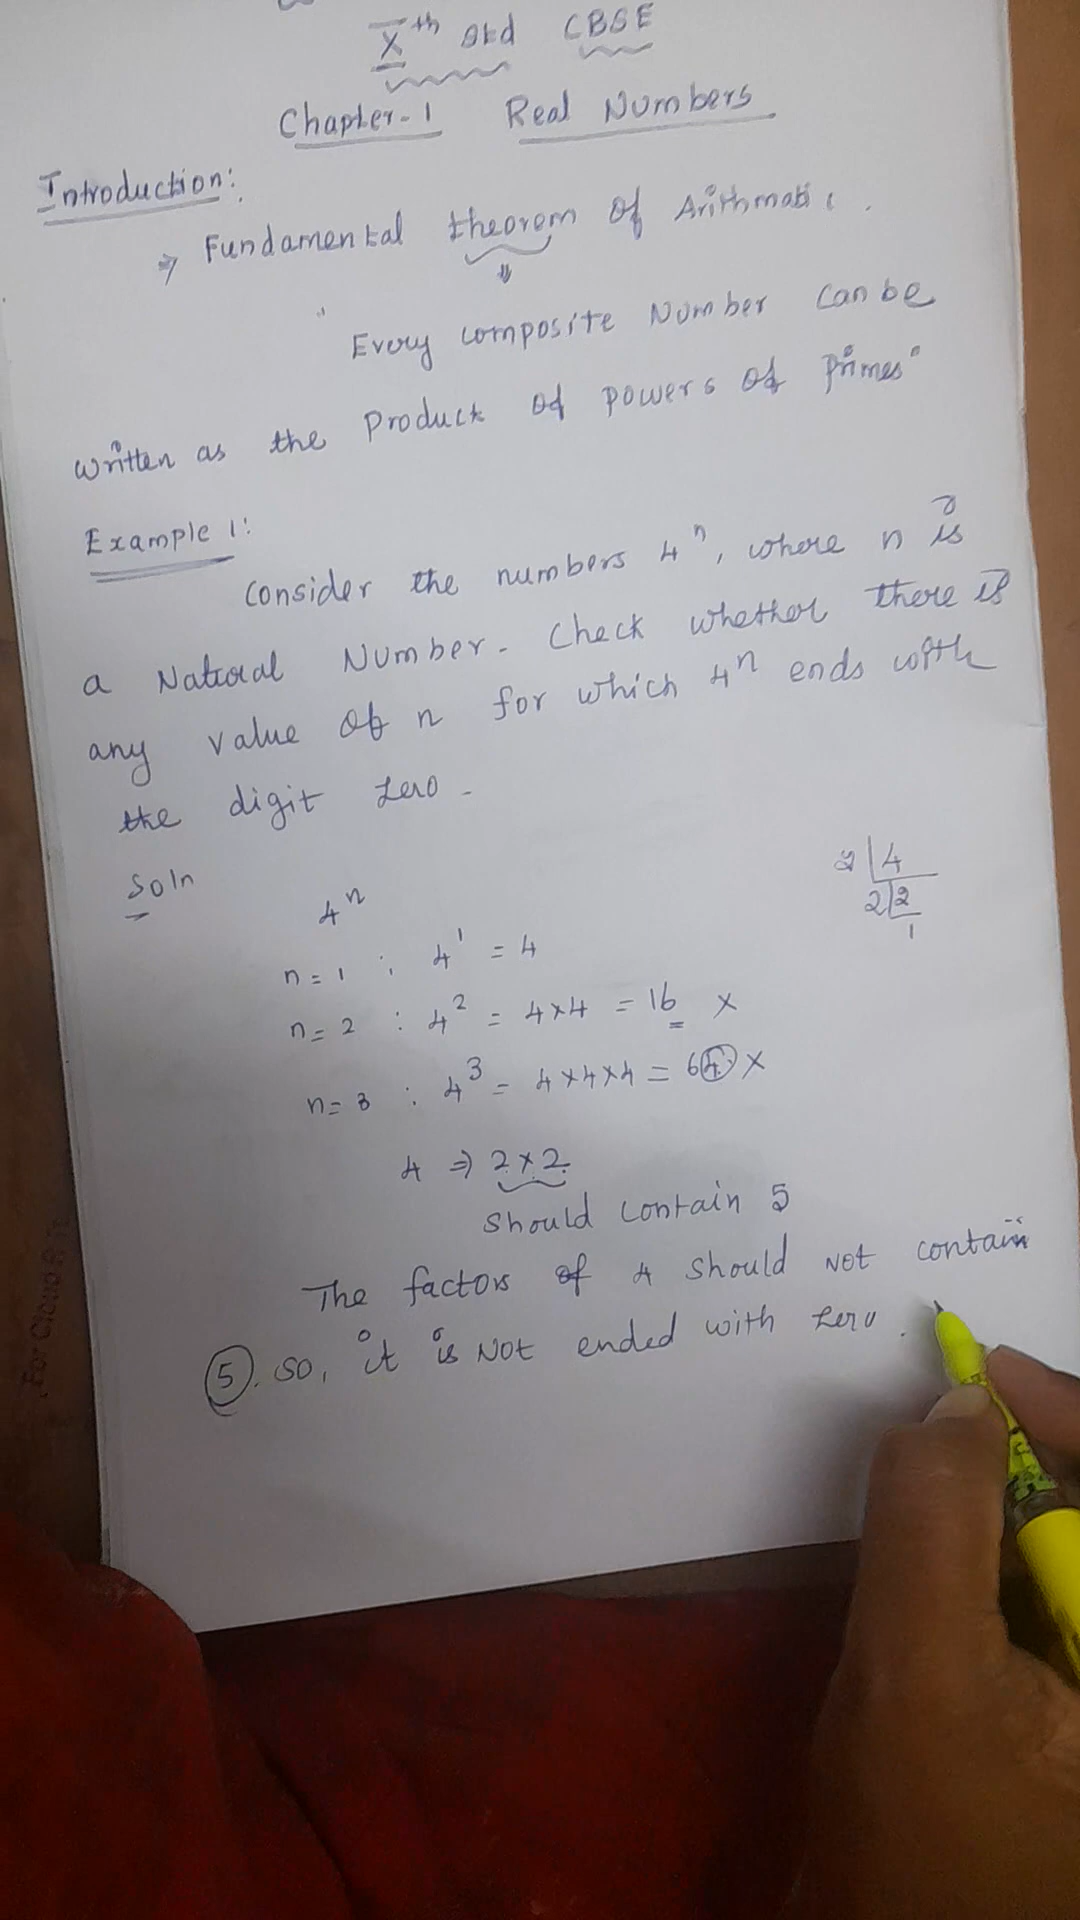 Xth std CBSE
Chapter-1 Real Numbers
Introduction:
⇒ Fundamental theorem of Arithmatic.
Every composite Number can be
written as the Product of powers of Primes"
Example 1:
Consider the numbers 4ⁿ, where n is
a Natural Number. Check whether there is
any value of n for which 4ⁿ ends with
the digit zero.
Soln
4ⁿ
2 | 4
2 | 2
1
n = 1 : 4¹ = 4
n = 2 : 4² = 4×4 = 16 ×
n = 3 : 4³ = 4×4×4 = 64 ×
4 ⇒ 2×2
should contain 5
The factors of 4 should Not contain
5. So, it is Not ended with zero.